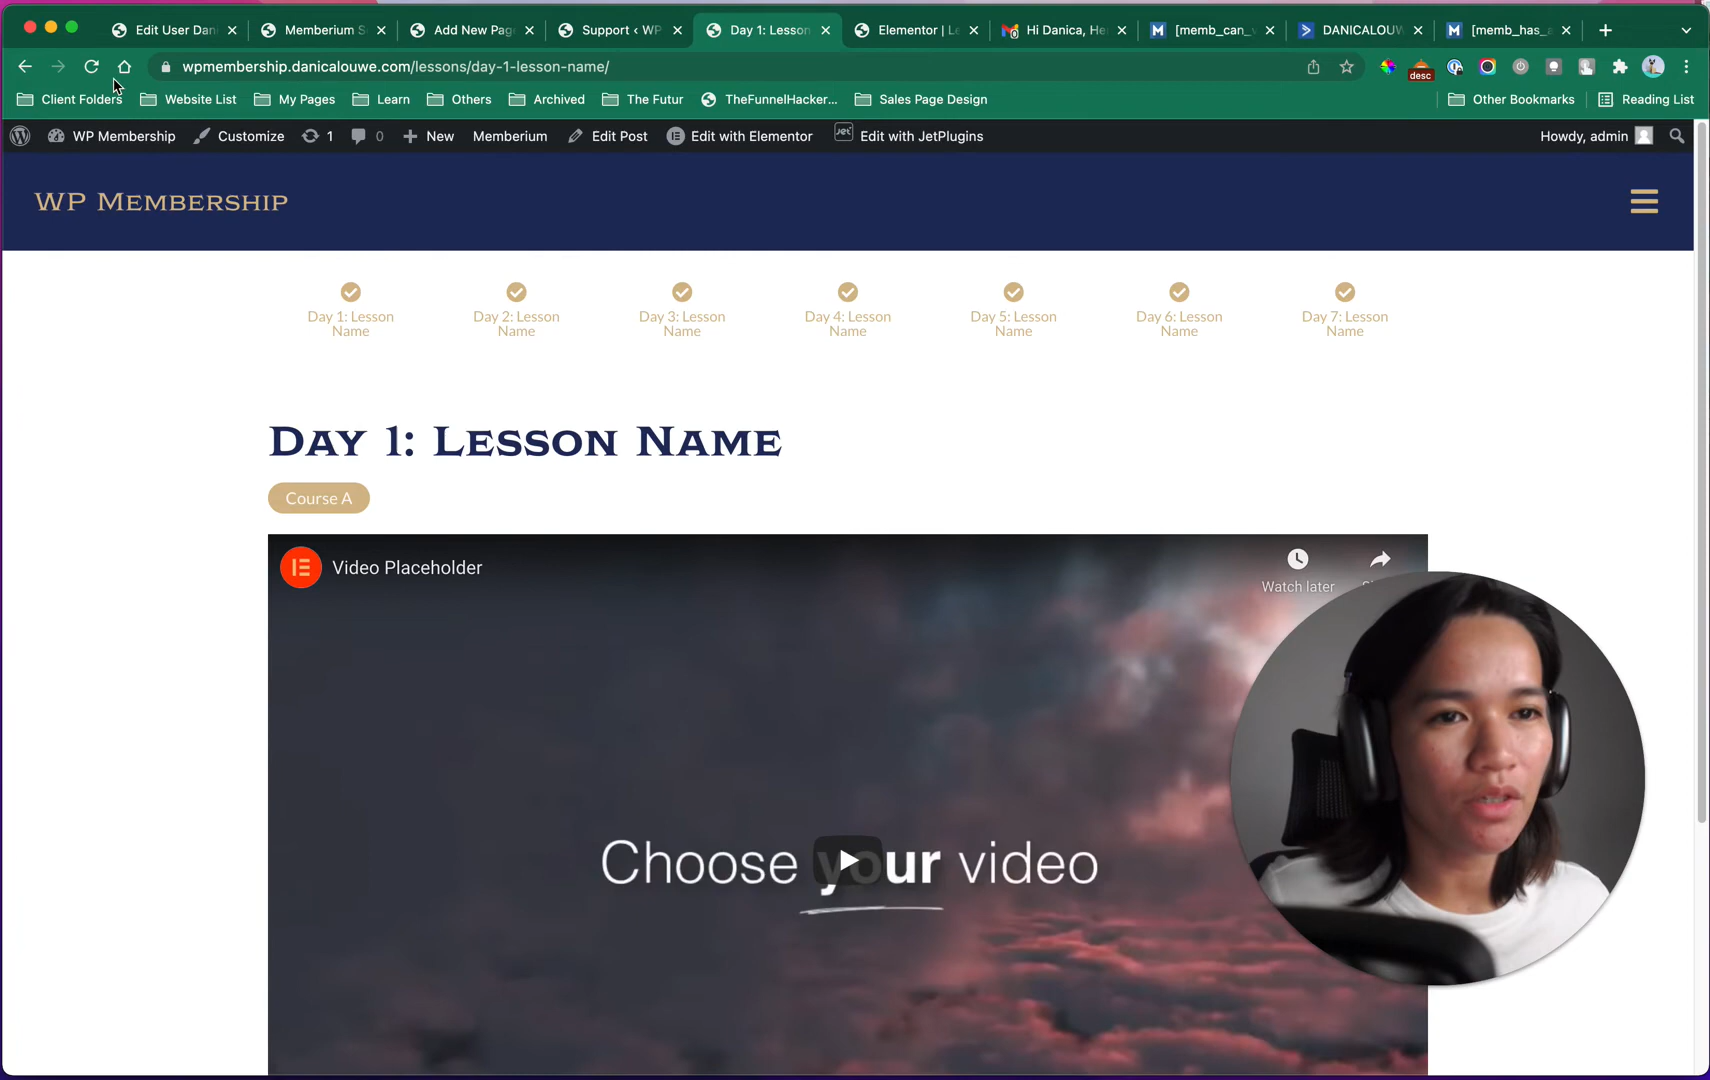 Edit User Dan
Memberium S
Add New Pag
Support ‹ WP
Day 1: Lesson
Elementor | Le
Hi Danica, He
[memb_can_v
DANICALOUW
[memb_has_a
wpmembership.danicalouwe.com/lessons/day-1-lesson-name/
desc
Client Folders
Website List
My Pages
Learn
Others
Archived
The Futur
TheFunnelHacker...
Sales Page Design
Other Bookmarks
Reading List
WP Membership
Customize
1
0
New
Memberium
Edit Post
Edit with Elementor
Jet
Edit with JetPlugins
Howdy, admin
WP Membership
Day 1: Lesson
Name
Day 2: Lesson
Name
Day 3: Lesson
Name
Day 4: Lesson
Name
Day 5: Lesson
Name
Day 6: Lesson
Name
Day 7: Lesson
Name
Day 1: Lesson Name
Course A
Video Placeholder
Watch later
Choose your video